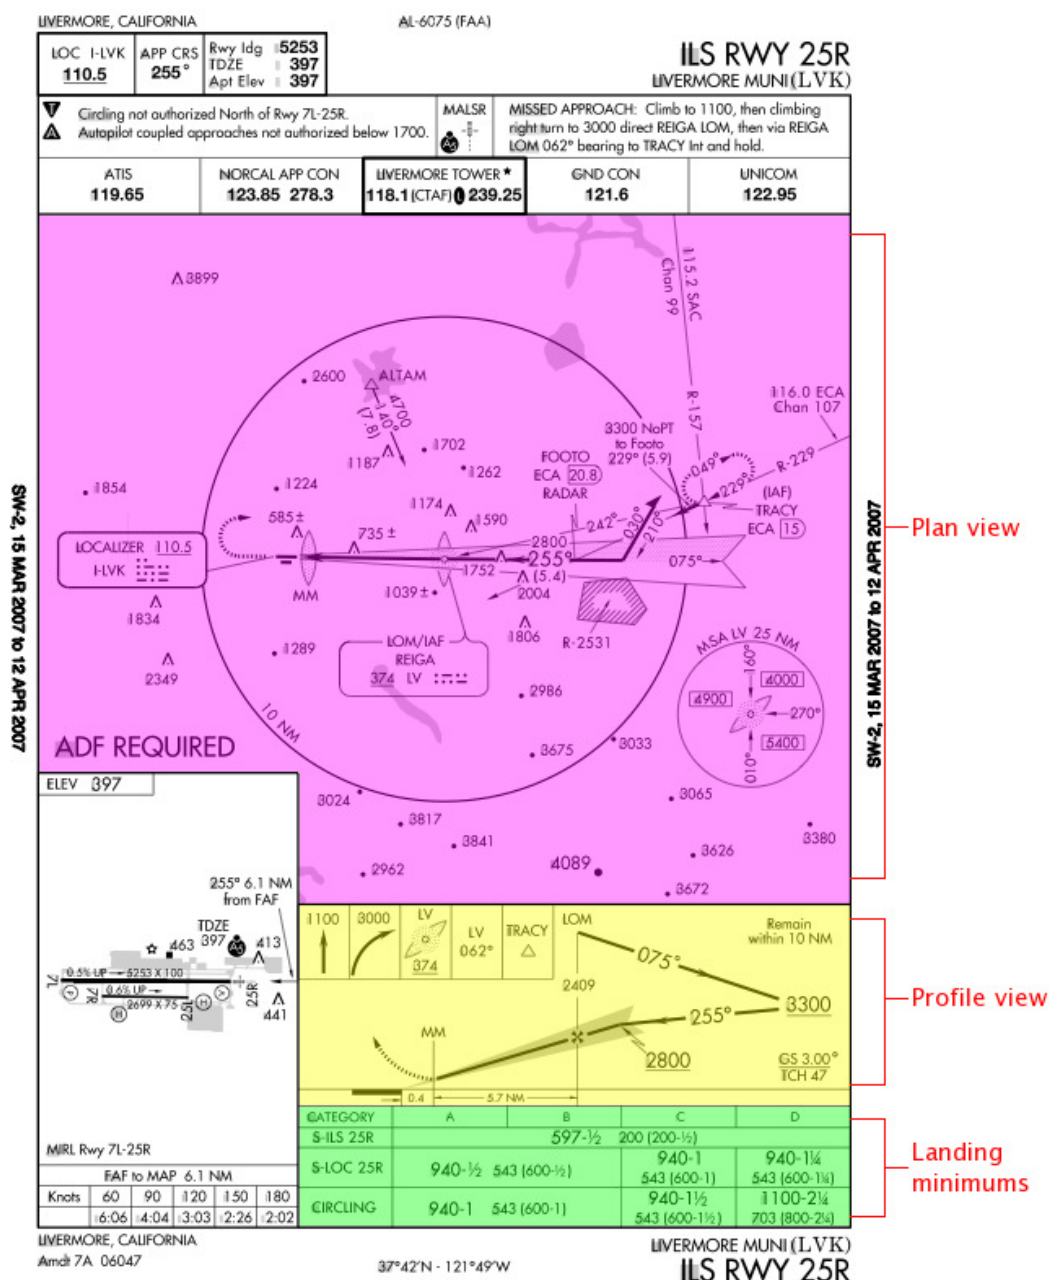 LIVERMORE, CALIFORNIA
AL-6075 (FAA)
LOC I-LVK
110.5
APP CRS
255°
Rwy ldg 5253
TDZE 397
Apt Elev 397
ILS RWY 25R
LIVERMORE MUNI (LVK)
T Circling not authorized North of Rwy 7L-25R.
A Autopilot coupled approaches not authorized below 1700.
MALSR
A5
MISSED APPROACH: Climb to 1100, then climbing
right turn to 3000 direct REIGA LOM, then via REIGA
LOM 062° bearing to TRACY Int and hold.
ATIS
119.65
NORCAL APP CON
123.85 278.3
LIVERMORE TOWER★
118.1 (CTAF) L 239.25
GND CON
121.6
UNICOM
122.95
3899
115.2 SAC
Chan 99
R-157
2600
ALTAM
4700
140°
(7.8)
116.0 ECA
Chan 107
R-229
3300 NoPT
to Footo
229° (5.9)
1702
1187
1262
FOOTO
ECA 20.8
RADAR
049°
229°
(IAF)
TRACY
ECA 15
1854
1224
1174
1590
585±
735±
242°
030°
210°
2800
255°
(5.4)
075°
LOCALIZER 110.5
I-LVK
MM
1752
1039±
2004
1834
1806
R-2531
2349
1289
LOM/IAF
REIGA
374 LV
MSA LV 25 NM
160°
4000
4900
270°
5400
010°
2986
3675
3033
10 NM
ADF REQUIRED
3024
3817
3841
2962
4089
3065
3380
3626
3672
SW-2, 15 MAR 2007 to 12 APR 2007
SW-2, 15 MAR 2007 to 12 APR 2007
Plan view
ELEV 397
255° 6.1 NM
from FAF
TDZE
397
463
A5
413
0.5% UP
5253 X 100
7L
7R
0.6% UP
2699 X 75
25L
25R
441
H
H
V
MIRL Rwy 7L-25R
FAF to MAP 6.1 NM
Knots 60 90 120 150 180
6:06 4:04 3:03 2:26 2:02
1100
3000
LV
374
LV
062°
TRACY
LOM
Remain
within 10 NM
075°
2409
3300
255°
MM
2800
GS 3.00°
TCH 47
0.4
5.7 NM
Profile view
CATEGORY A B C D
S-ILS 25R 597-½ 200 (200-½)
S-LOC 25R 940-½ 543 (600-½) 940-1 543 (600-1) 940-1¼ 543 (600-1¼)
CIRCLING 940-1 543 (600-1) 940-1½ 543 (600-1½) 1100-2¼ 703 (800-2¼)
Landing
minimums
LIVERMORE, CALIFORNIA
Amdt 7A 06047
37°42'N - 121°49'W
LIVERMORE MUNI (LVK)
ILS RWY 25R